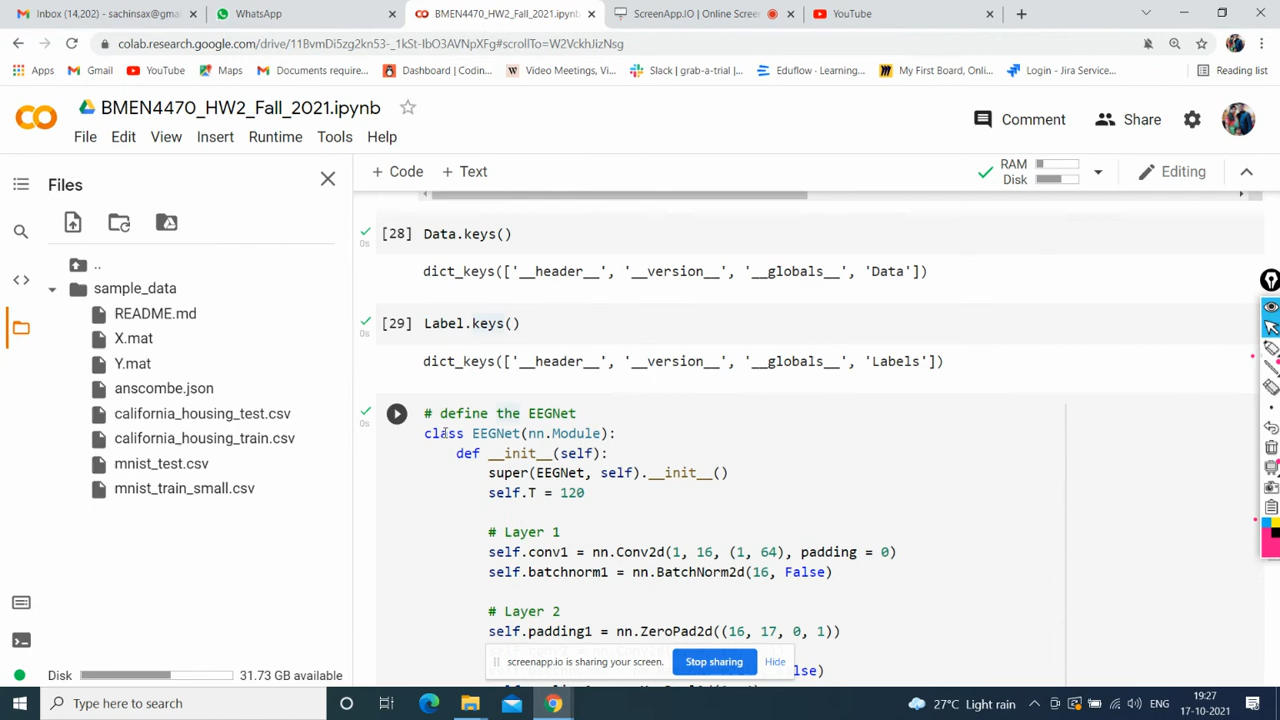 Inbox (14,202) - sachinsax@gmai
WhatsApp
BMEN4470_HW2_Fall_2021.ipynb
ScreenApp.IO | Online Scree
YouTube
colab.research.google.com/drive/11BvmDi5zg2kn53-_1kSt-IbO3AVNpXFg#scrollTo=W2VckhJizNsg
Apps
Gmail
YouTube
Maps
Documents require...
Dashboard | Codin...
Video Meetings, Vi...
Slack | grab-a-trial |...
Eduflow - Learning...
My First Board, Onl...
Login - Jira Service...
Reading list
BMEN4470_HW2_Fall_2021.ipynb
Comment
Share
File Edit View Insert Runtime Tools Help
Files
+ Code + Text
RAM
Disk
Editing
..
sample_data
README.md
X.mat
Y.mat
anscombe.json
california_housing_test.csv
california_housing_train.csv
mnist_test.csv
mnist_train_small.csv
Disk 31.73 GB available
[28] Data.keys()
0s
dict_keys(['__header__', '__version__', '__globals__', 'Data'])
[29] Label.keys()
0s
dict_keys(['__header__', '__version__', '__globals__', 'Labels'])
0s
# define the EEGNet
class EEGNet(nn.Module):
def __init__(self):
super(EEGNet, self).__init__()
self.T = 120
# Layer 1
self.conv1 = nn.Conv2d(1, 16, (1, 64), padding = 0)
self.batchnorm1 = nn.BatchNorm2d(16, False)
# Layer 2
self.padding1 = nn.ZeroPad2d((16, 17, 0, 1))
screenapp.io is sharing your screen.
Stop sharing
Hide
Type here to search
27°C Light rain
ENG
19:27
17-10-2021